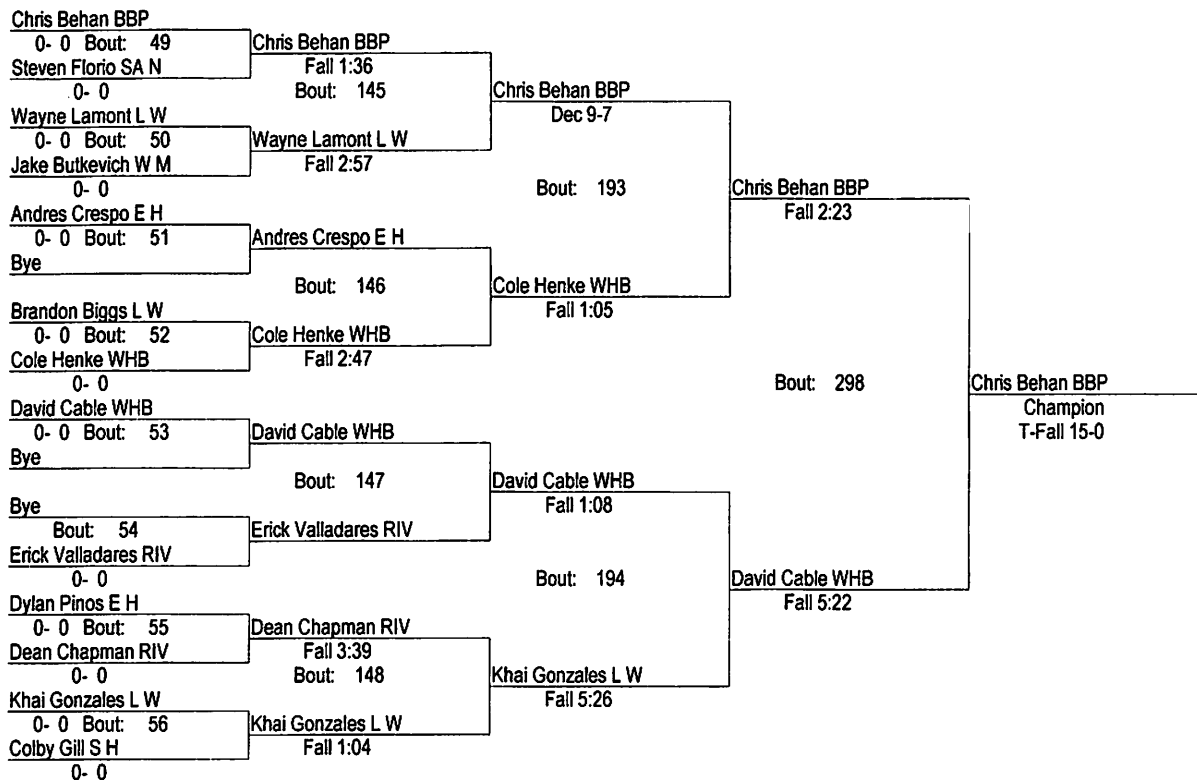 Chris Behan BBP
0- 0 Bout: 49
Steven Florio SA N
0- 0
Wayne Lamont L W
0- 0 Bout: 50
Jake Butkevich W M
0- 0
Andres Crespo E H
0- 0 Bout: 51
Bye
Brandon Biggs L W
0- 0 Bout: 52
Cole Henke WHB
0- 0
David Cable WHB
0- 0 Bout: 53
Bye
Bye
Bout: 54
Erick Valladares RIV
0- 0
Dylan Pinos E H
0- 0 Bout: 55
Dean Chapman RIV
0- 0
Khai Gonzales L W
0- 0 Bout: 56
Colby Gill S H
0- 0
Chris Behan BBP
Fall 1:36
Bout: 145
Wayne Lamont L W
Fall 2:57
Andres Crespo E H
Bout: 146
Cole Henke WHB
Fall 2:47
David Cable WHB
Bout: 147
Erick Valladares RIV
Dean Chapman RIV
Fall 3:39
Bout: 148
Khai Gonzales L W
Fall 1:04
Chris Behan BBP
Dec 9-7
Bout: 193
Cole Henke WHB
Fall 1:05
David Cable WHB
Fall 1:08
Bout: 194
Khai Gonzales L W
Fall 5:26
Chris Behan BBP
Fall 2:23
Bout: 298
David Cable WHB
Fall 5:22
Chris Behan BBP
Champion
T-Fall 15-0